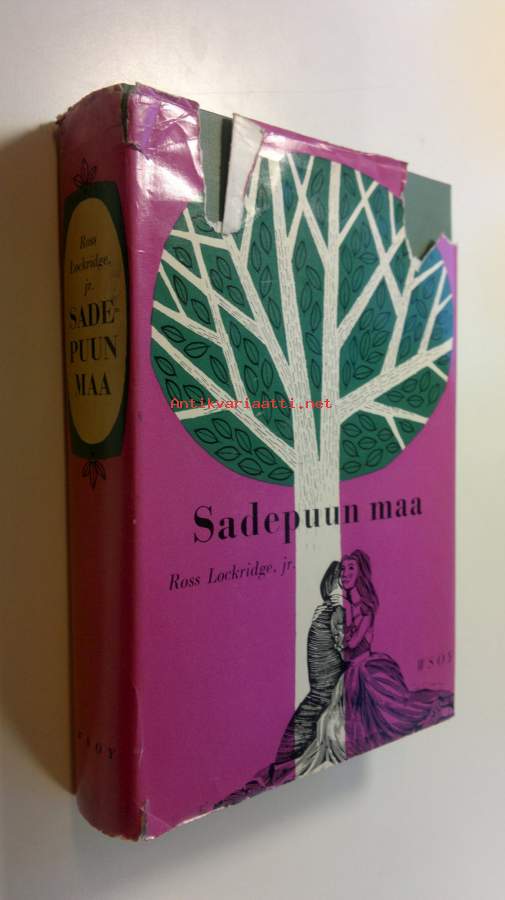 Ross
Lockridge,
jr.
SADE-
PUUN
MAA
WSOY
Antikvariaatti.net
Sadepuun maa
Ross Lockridge, jr.
WSOY